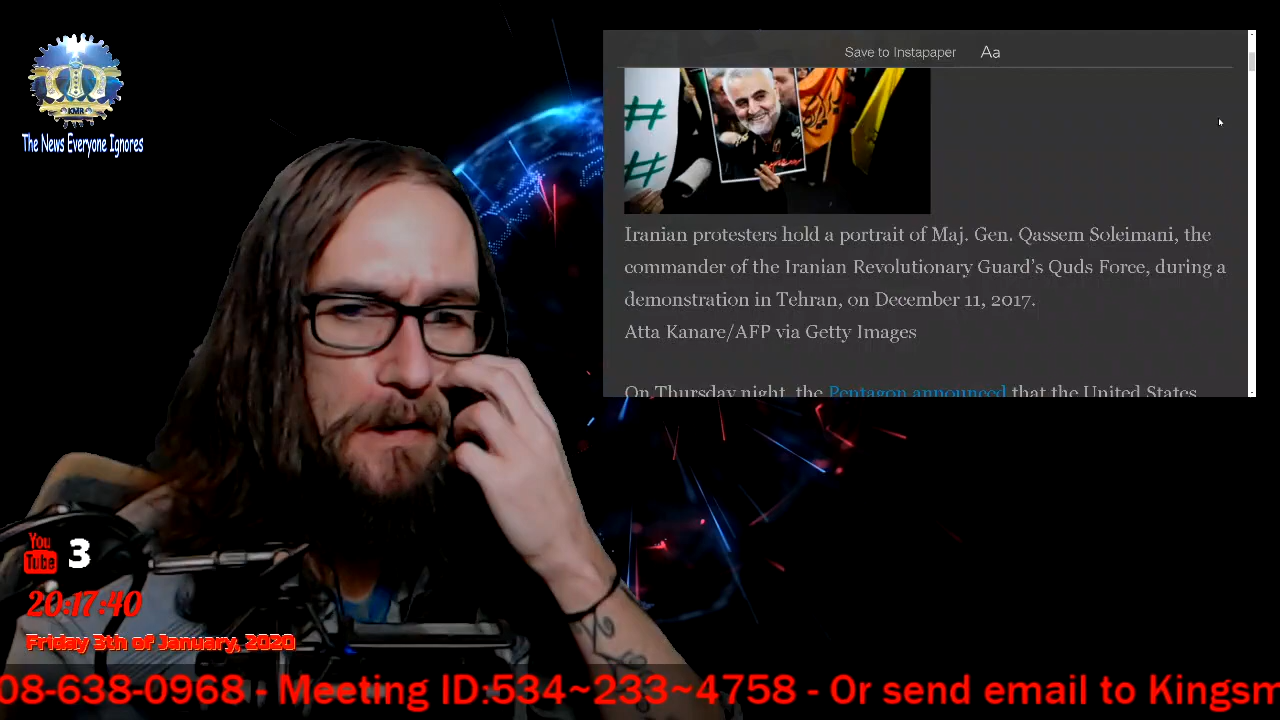 KMR
The News Everyone Ignores
Save to Instapaper Aa
#
#
Iranian protesters hold a portrait of Maj. Gen. Qassem Soleimani, the
commander of the Iranian Revolutionary Guard's Quds Force, during a
demonstration in Tehran, on December 11, 2017.
Atta Kanare/AFP via Getty Images
On Thursday night, the Pentagon announced that the United States
You
Tube 3
20:17:40
Friday 3th of January, 2020
08-638-0968 - Meeting ID:534~233~4758 - Or send email to Kingsm